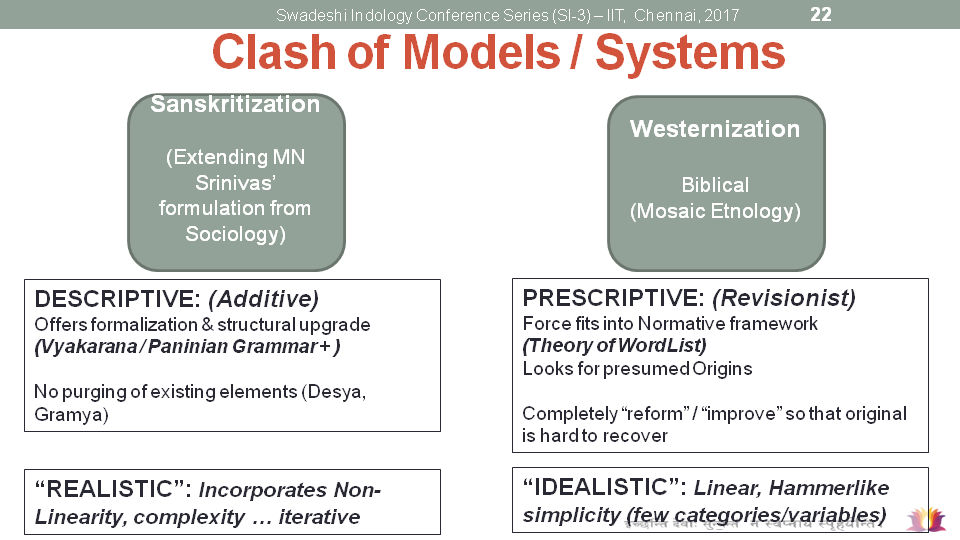 Swadeshi Indology Conference Series (SI-3) – IIT, Chennai, 2017
22
Clash of Models / Systems
Sanskritization
(Extending MN
Srinivas’
formulation from
Sociology)
Westernization
Biblical
(Mosaic Etnology)
DESCRIPTIVE: (Additive)
Offers formalization & structural upgrade
(Vyakarana / Paninian Grammar + )
No purging of existing elements (Desya,
Gramya)
PRESCRIPTIVE: (Revisionist)
Force fits into Normative framework
(Theory of WordList)
Looks for presumed Origins
Completely “reform” / “improve” so that original
is hard to recover
“REALISTIC”: Incorporates Non-
Linearity, complexity … iterative
“IDEALISTIC”: Linear, Hammerlike
simplicity (few categories/variables)